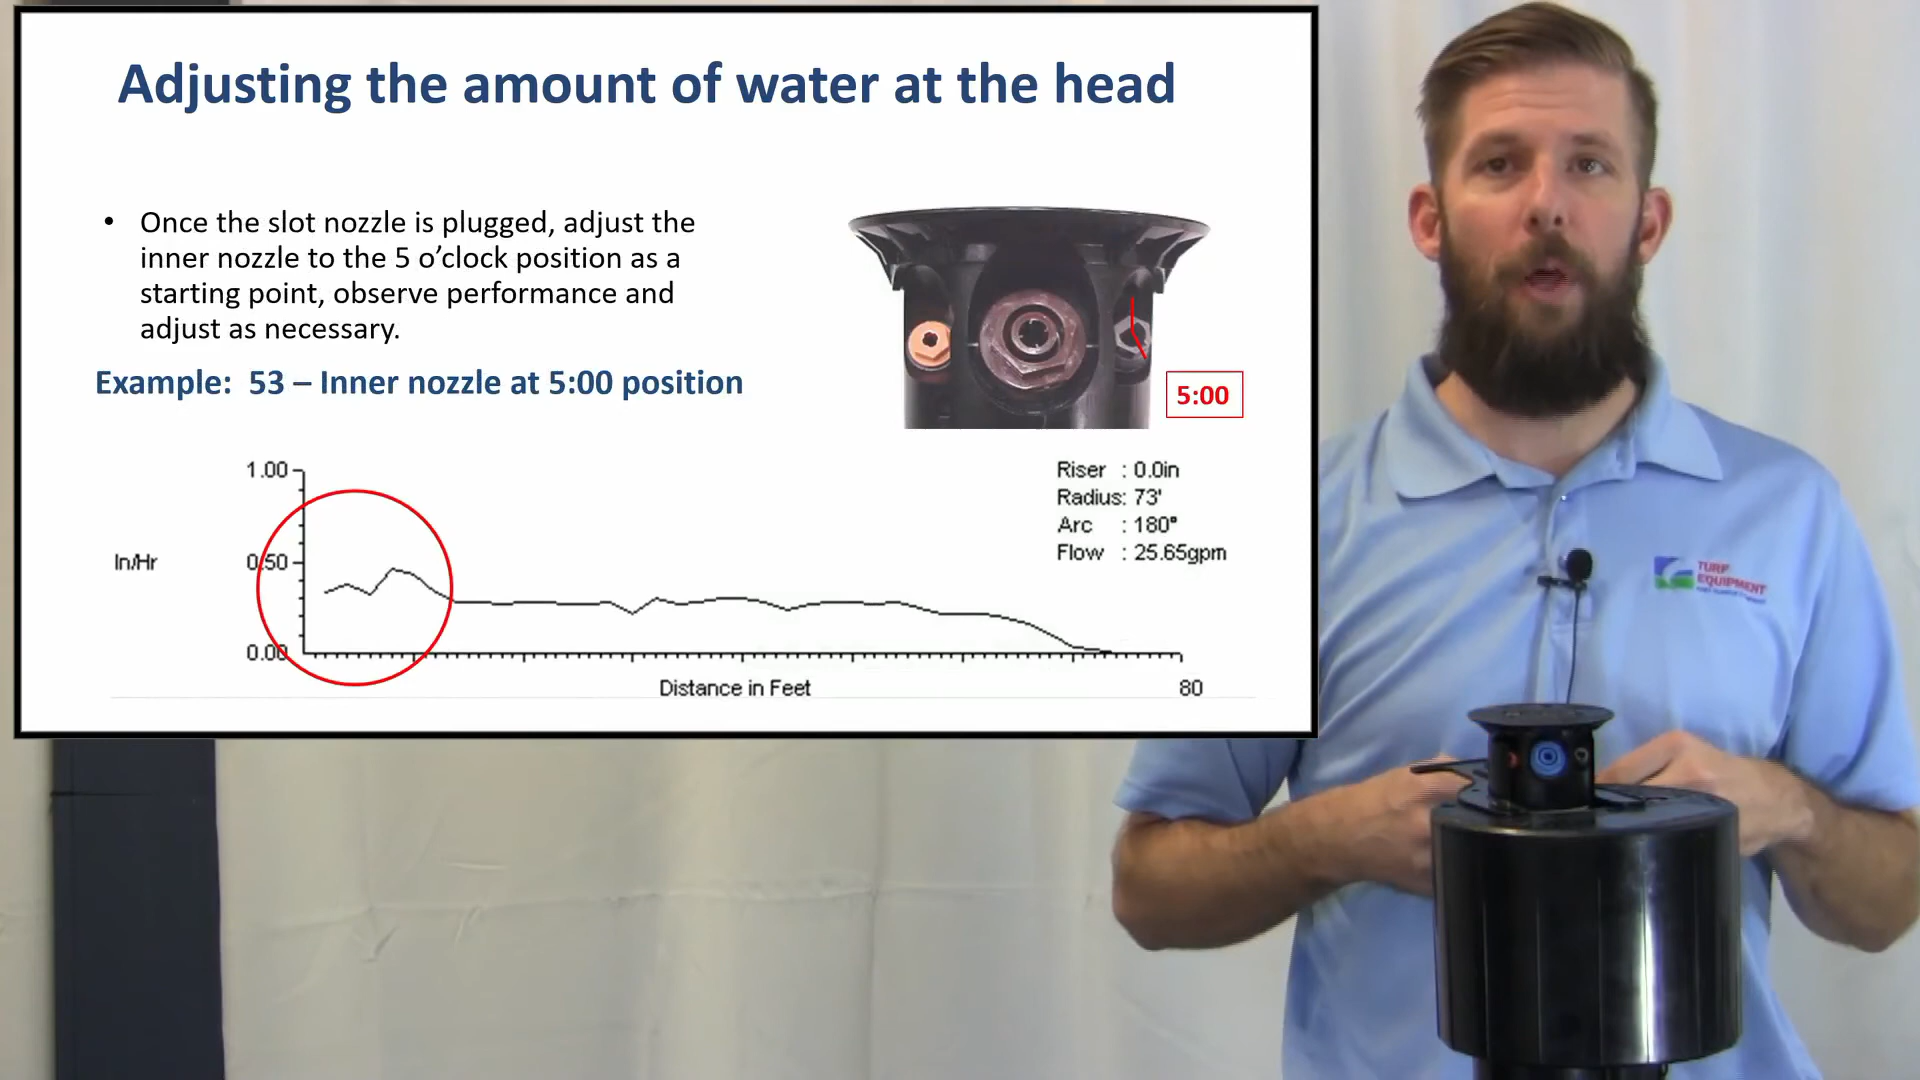 Adjusting the amount of water at the head
• Once the slot nozzle is plugged, adjust the
inner nozzle to the 5 o’clock position as a
starting point, observe performance and
adjust as necessary.
Example: 53 – Inner nozzle at 5:00 position
5:00
1.00
0.50
0.00
In/Hr
Distance in Feet
80
Riser : 0.0in
Radius: 73'
Arc : 180°
Flow : 25.65gpm
TURF
EQUIPMENT